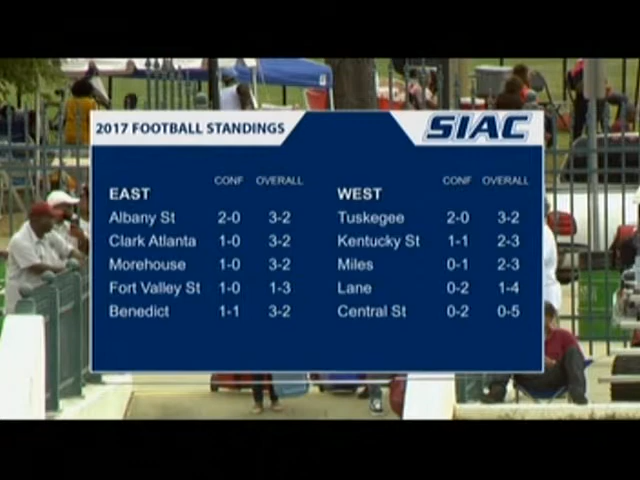 2017 FOOTBALL STANDINGS SIAC
CONF OVERALL
EAST
Albany St 2-0 3-2
Clark Atlanta 1-0 3-2
Morehouse 1-0 3-2
Fort Valley St 1-0 1-3
Benedict 1-1 3-2
CONF OVERALL
WEST
Tuskegee 2-0 3-2
Kentucky St 1-1 2-3
Miles 0-1 2-3
Lane 0-2 1-4
Central St 0-2 0-5